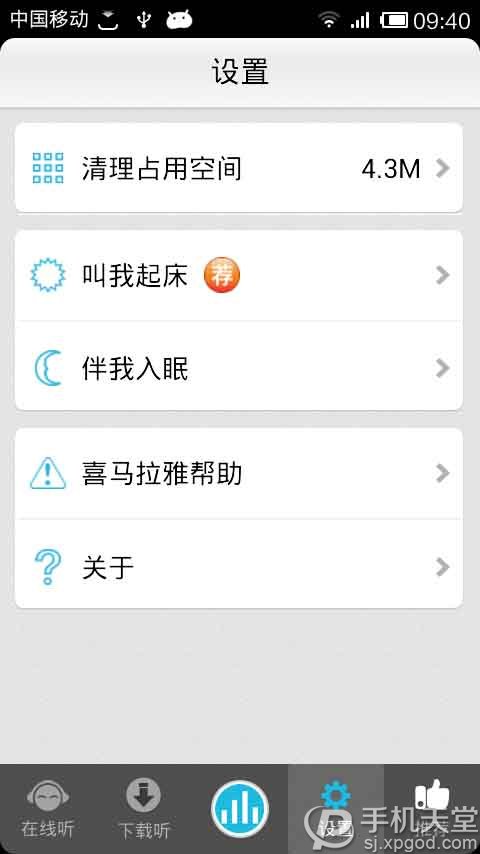 中国移动 09:40
设置
清理占用空间 4.3M
叫我起床 荐
伴我入眠
喜马拉雅帮助
关于
在线听 下载听 设置 推荐
手机天堂
sj.xpgod.com